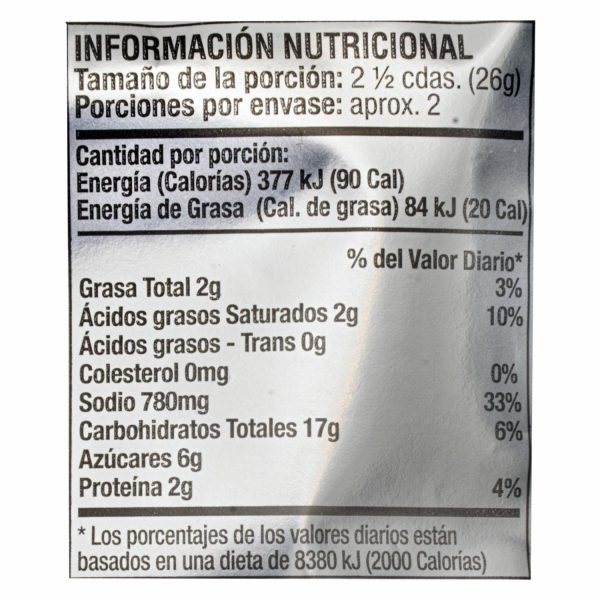 INFORMACIÓN NUTRICIONAL
Tamaño de la porción: 2 ½ cdas. (26g)
Porciones por envase: aprox. 2
Cantidad por porción:
Energía (Calorías) 377 kJ (90 Cal)
Energía de Grasa (Cal. de grasa) 84 kJ (20 Cal)
% del Valor Diario*
Grasa Total 2g 3%
Ácidos grasos Saturados 2g 10%
Ácidos grasos - Trans 0g
Colesterol 0mg 0%
Sodio 780mg 33%
Carbohidratos Totales 17g 6%
Azúcares 6g
Proteína 2g 4%
* Los porcentajes de los valores diarios están
basados en una dieta de 8380 kJ (2000 Calorías)